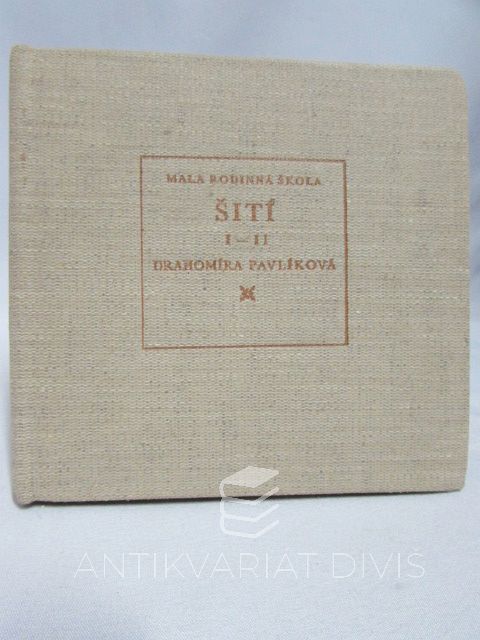 MALÁ RODINNÁ ŠKOLA
ŠITÍ
I – II
DRAHOMÍRA PAVLÍKOVÁ
ANTIKVARIÁT DIVIŠ